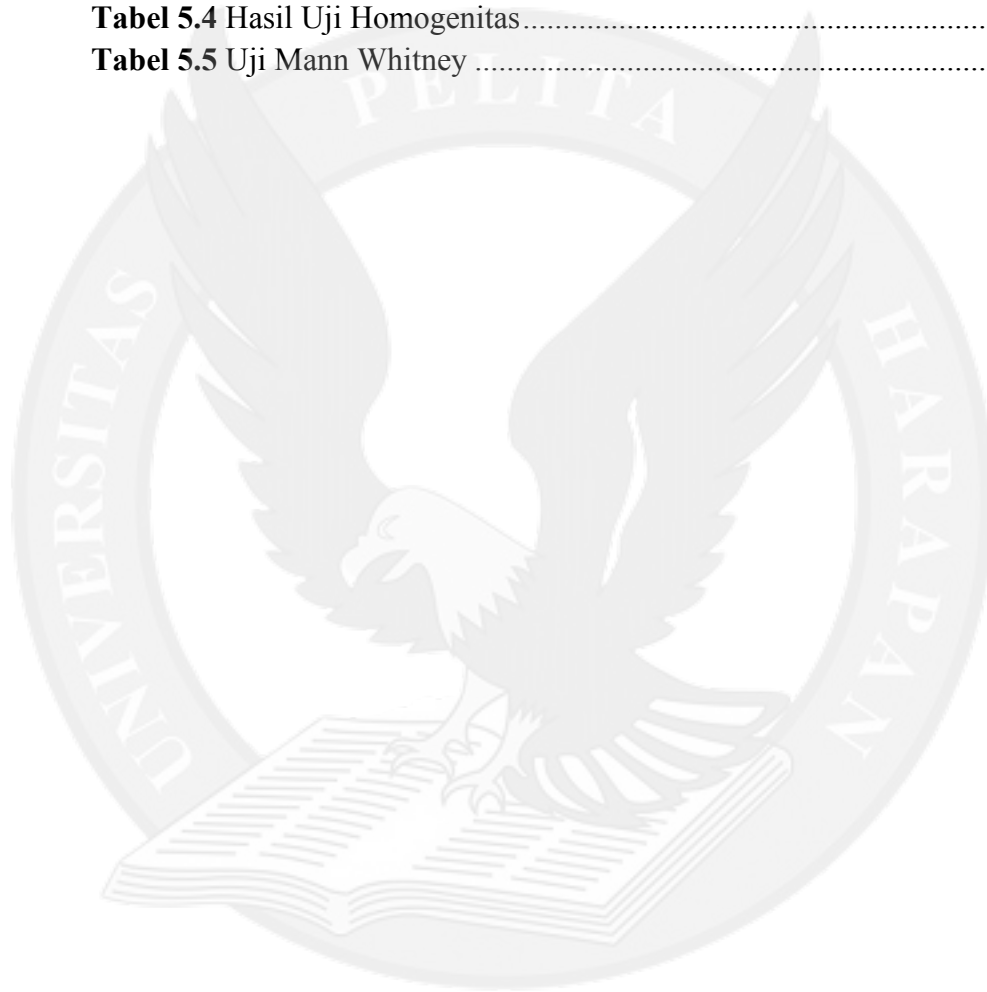 Tabel 5.4 Hasil Uji Homogenitas................................................................
Tabel 5.5 Uji Mann Whitney ......................................................................
UNIVERSITAS PELITA HARAPAN